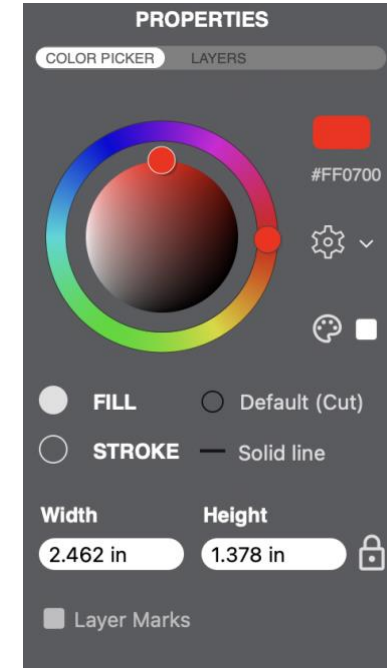 PROPERTIES
COLOR PICKER LAYERS
#FF0700
FILL Default (Cut)
STROKE Solid line
Width Height
2.462 in 1.378 in
Layer Marks